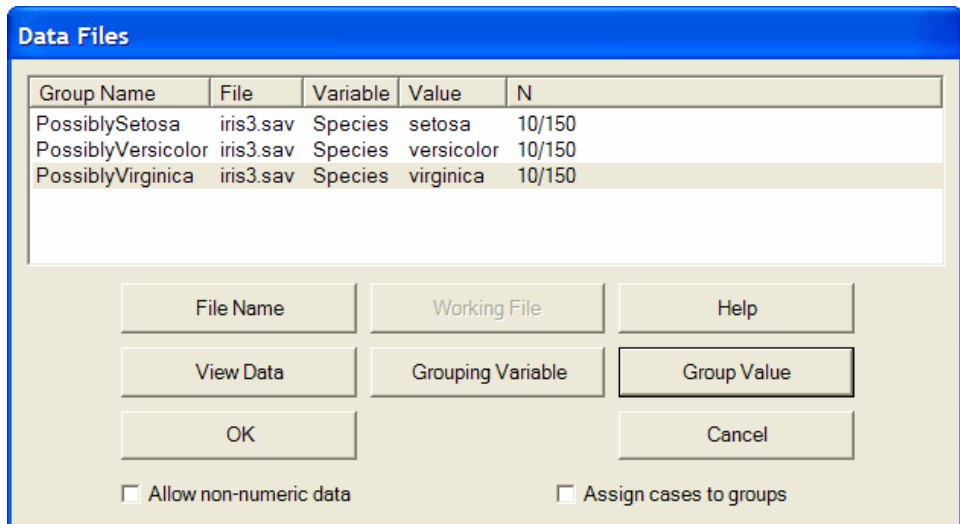 Data Files
Group Name File Variable Value N
PossiblySetosa iris3.sav Species setosa 10/150
PossiblyVersicolor iris3.sav Species versicolor 10/150
PossiblyVirginica iris3.sav Species virginica 10/150
File Name Working File Help
View Data Grouping Variable Group Value
OK Cancel
Allow non-numeric data Assign cases to groups